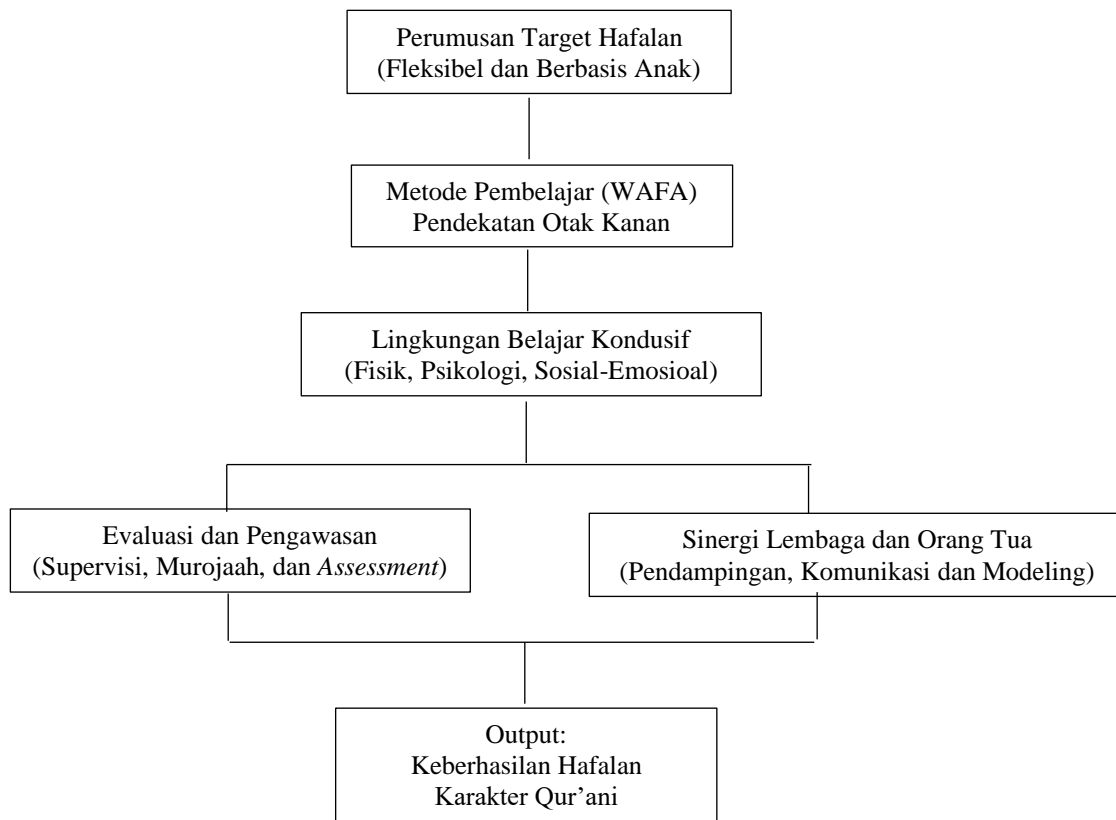 Perumusan Target Hafalan
(Fleksibel dan Berbasis Anak)
Metode Pembelajar (WAFA)
Pendekatan Otak Kanan
Lingkungan Belajar Kondusif
(Fisik, Psikologi, Sosial-Emosioal)
Evaluasi dan Pengawasan
(Supervisi, Murojaah, dan Assessment)
Sinergi Lembaga dan Orang Tua
(Pendampingan, Komunikasi dan Modeling)
Output:
Keberhasilan Hafalan
Karakter Qur’ani